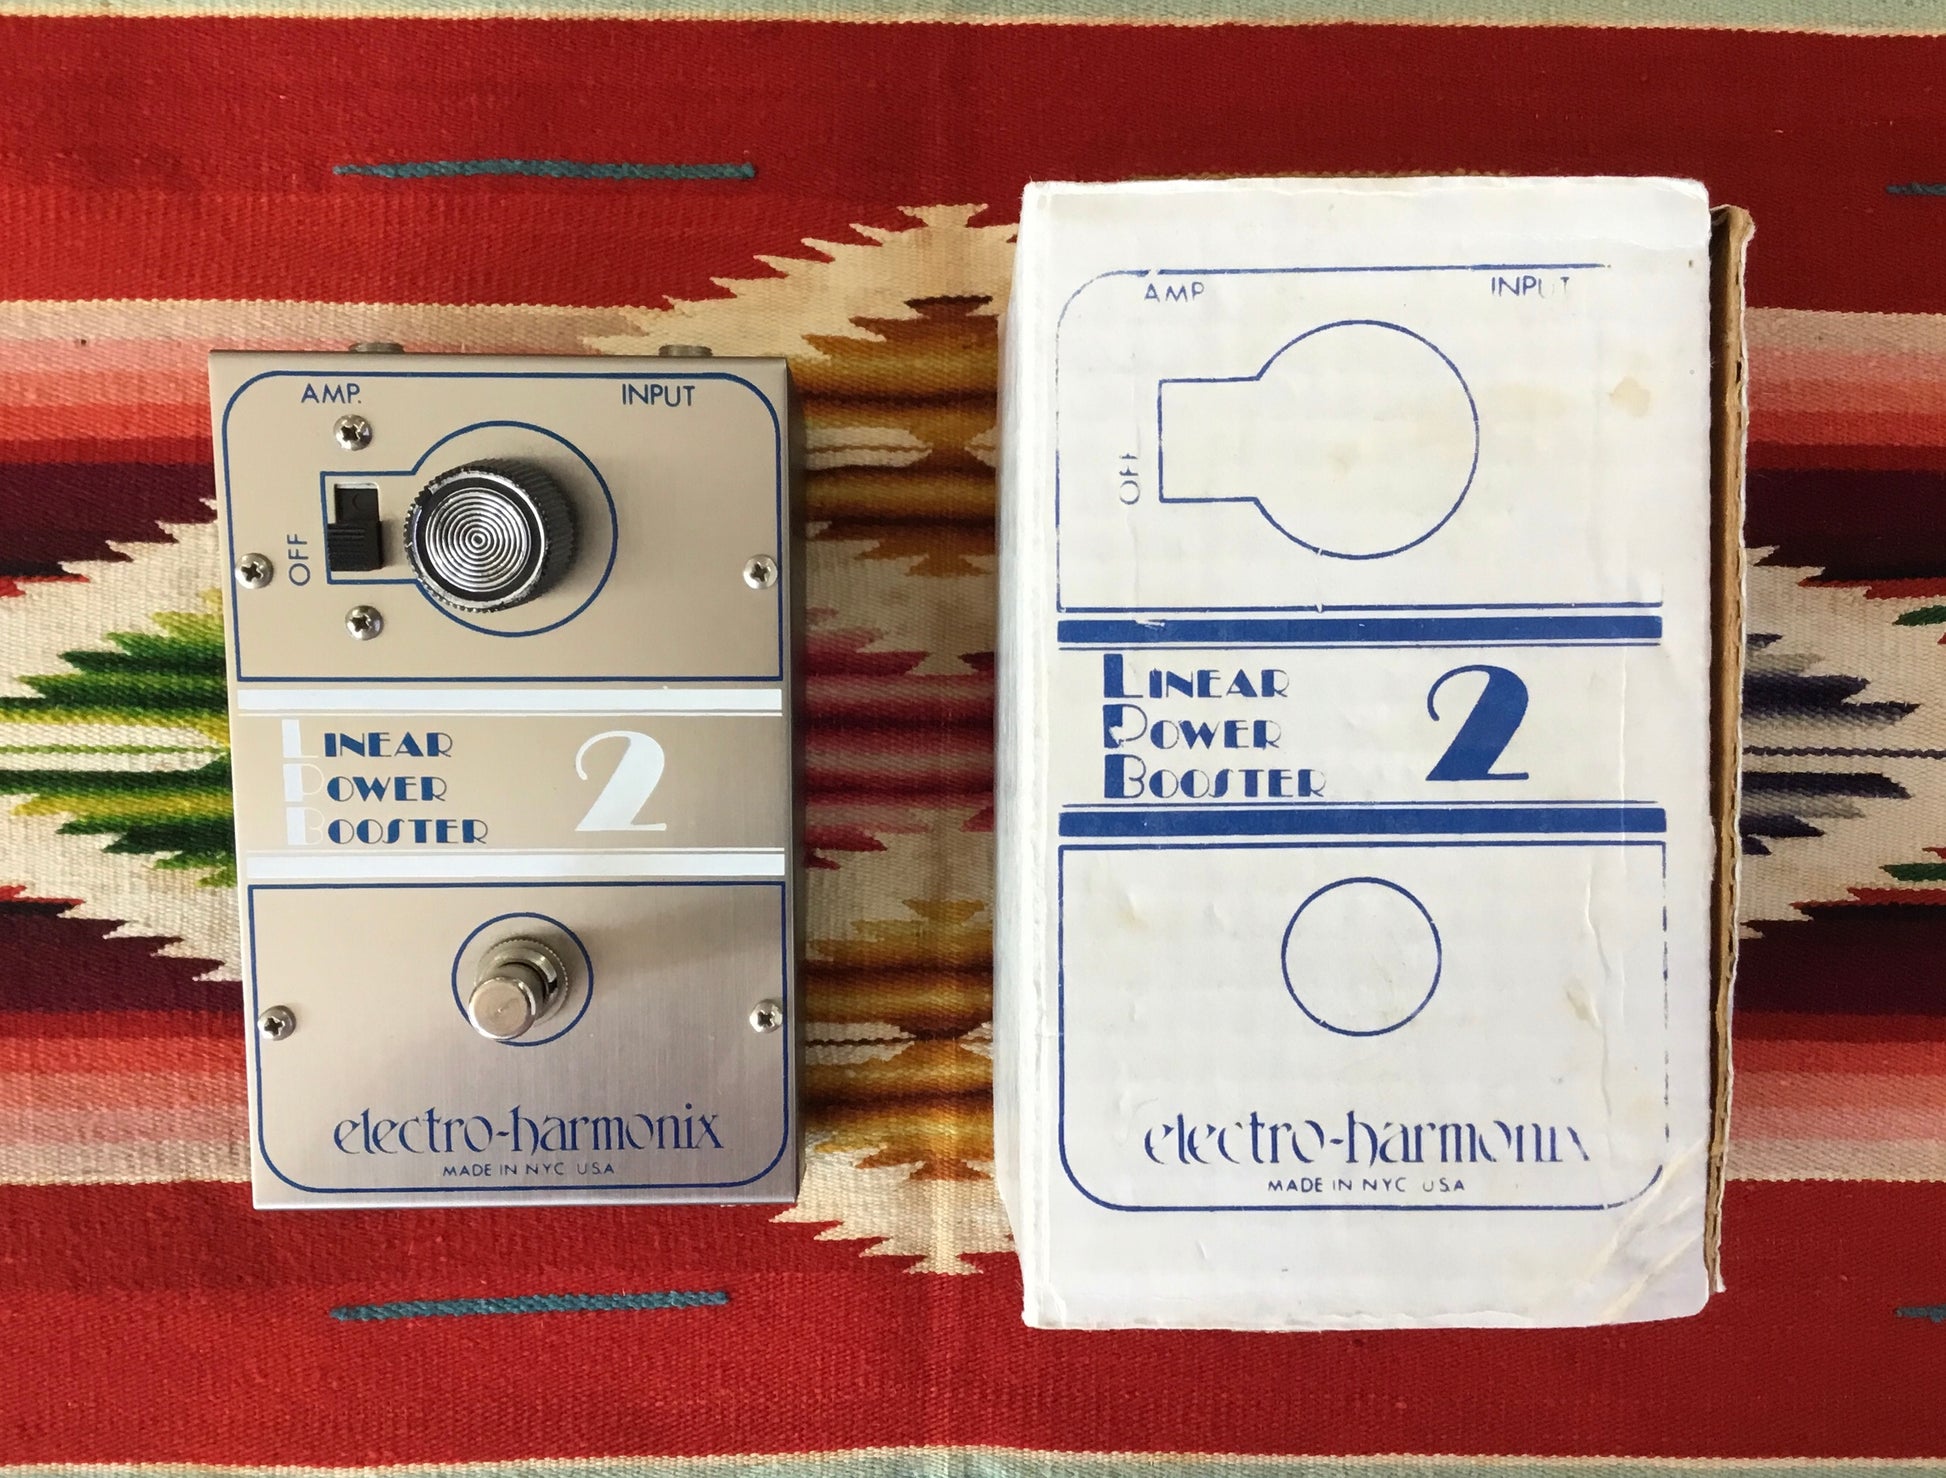 AMP.
INPUT
OFF
LINEAR
POWER
BOOSTER
2
electro-harmonix
MADE IN NYC USA
AMP
INPUT
OFF
LINEAR
POWER
BOOSTER
2
electro-harmonix
MADE IN NYC USA